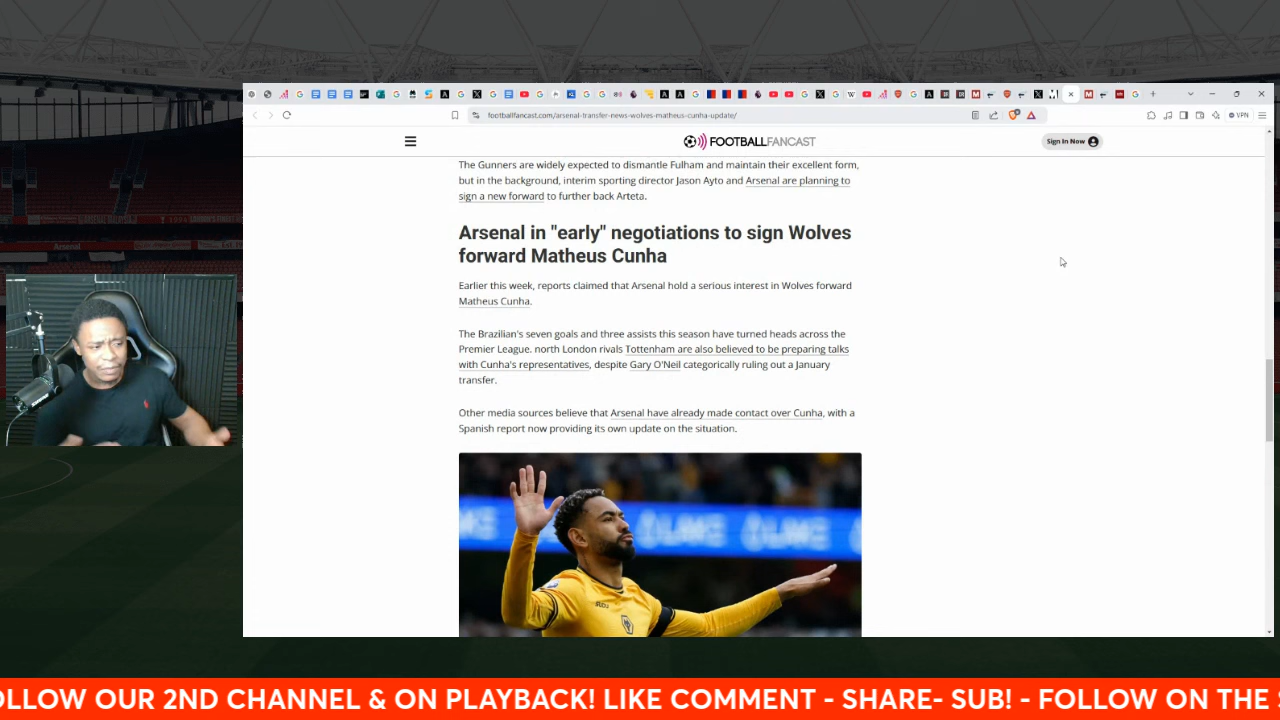 footballfancast.com/arsenal-transfer-news-wolves-matheus-cunha-update/
VPN
FOOTBALLFANCAST
Sign In Now
The Gunners are widely expected to dismantle Fulham and maintain their excellent form,
but in the background, interim sporting director Jason Ayto and Arsenal are planning to
sign a new forward to further back Arteta.
Arsenal in "early" negotiations to sign Wolves
forward Matheus Cunha
Earlier this week, reports claimed that Arsenal hold a serious interest in Wolves forward
Matheus Cunha.
The Brazilian's seven goals and three assists this season have turned heads across the
Premier League. north London rivals Tottenham are also believed to be preparing talks
with Cunha's representatives, despite Gary O'Neil categorically ruling out a January
transfer.
Other media sources believe that Arsenal have already made contact over Cunha, with a
Spanish report now providing its own update on the situation.
Arsenal
OLLOW OUR 2ND CHANNEL & ON PLAYBACK! LIKE COMMENT - SHARE- SUB! - FOLLOW ON THE